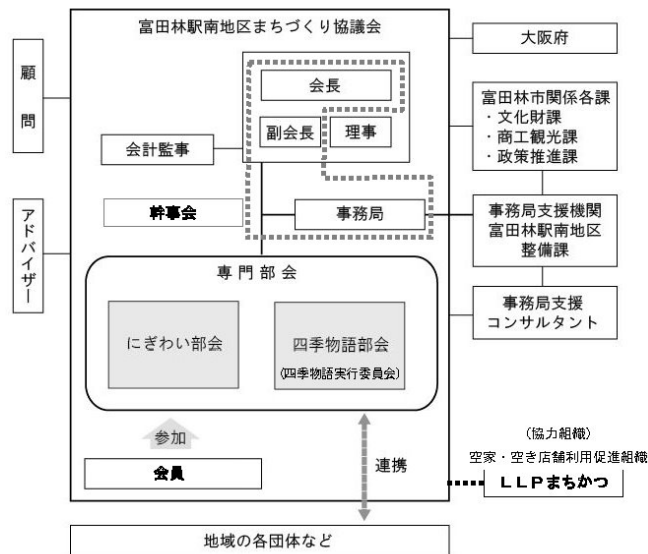 富田林駅南地区まちづくり協議会
顧問
アドバイザー
会長
副会長
理事
会計監事
幹事会
事務局
専門部会
にぎわい部会
四季物語部会
(四季物語実行委員会)
参加
会員
連携
地域の各団体など
大阪府
富田林市関係各課
・文化財課
・商工観光課
・政策推進課
事務局支援機関
富田林駅南地区
整備課
事務局支援
コンサルタント
(協力組織)
空家・空き店舗利用促進組織
ＬＬＰまちかつ